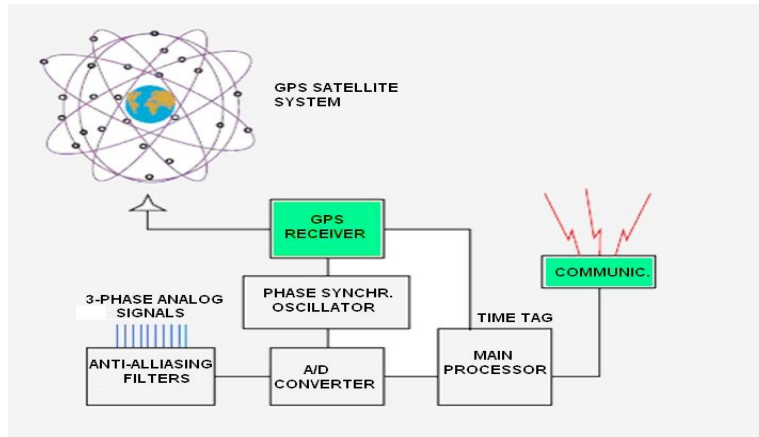 GPS SATELLITE
SYSTEM
GPS
RECEIVER
COMMUNIC.
PHASE SYNCHR.
OSCILLATOR
3-PHASE ANALOG
SIGNALS
TIME TAG
ANTI-ALLIASING
FILTERS
A/D
CONVERTER
MAIN
PROCESSOR